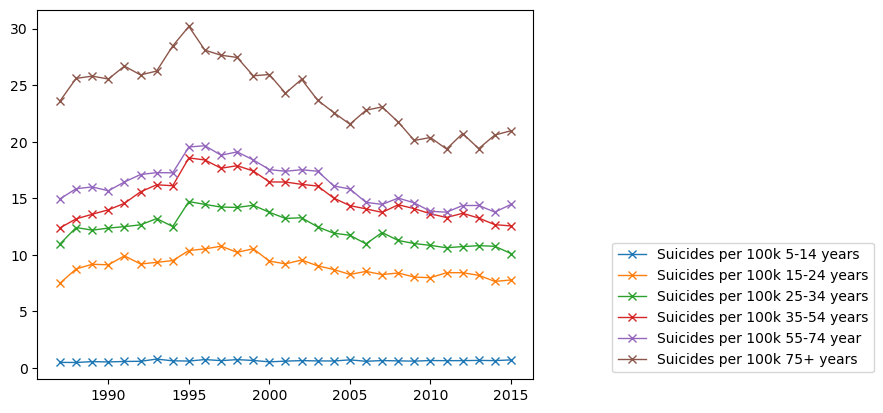 30
25
20
15
10
5
0
1990 1995 2000 2005 2010 2015
Suicides per 100k 5-14 years
Suicides per 100k 15-24 years
Suicides per 100k 25-34 years
Suicides per 100k 35-54 years
Suicides per 100k 55-74 year
Suicides per 100k 75+ years